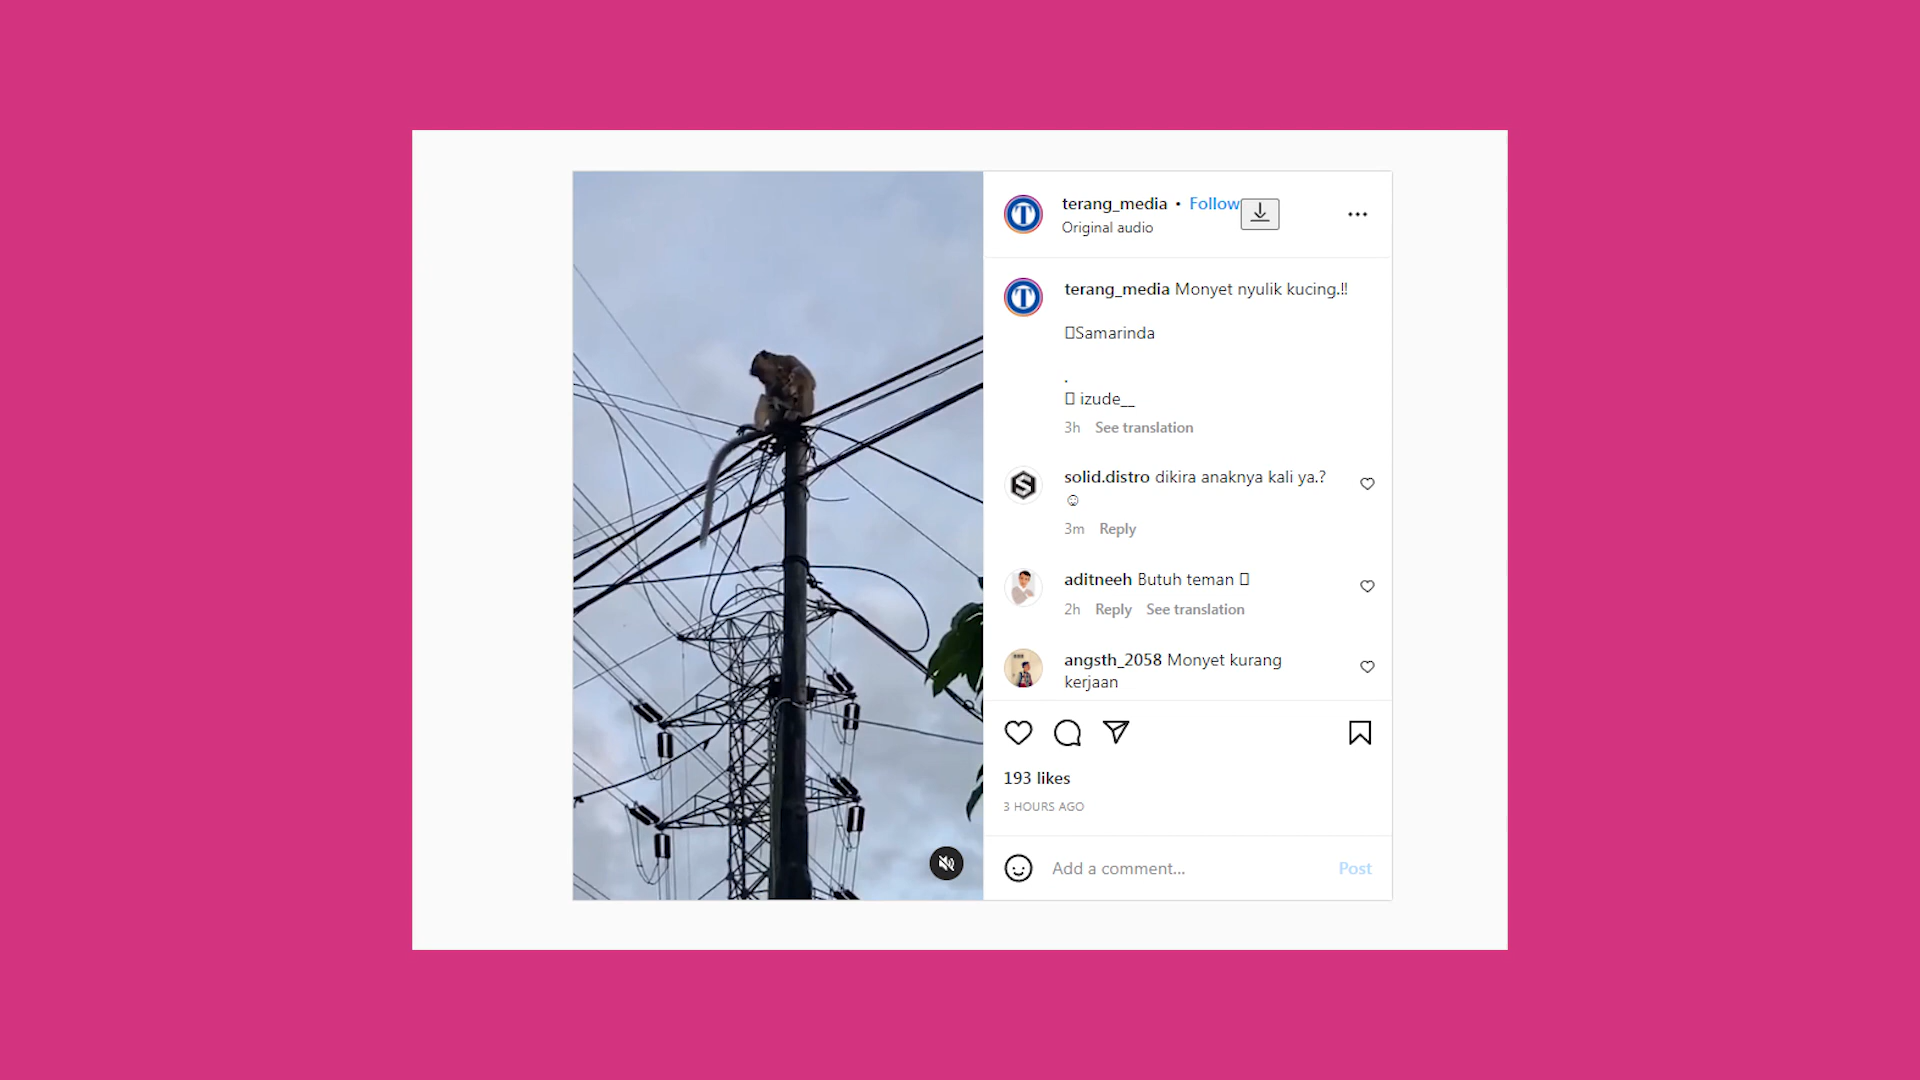 terang_media • Follow
Original audio
terang_media Monyet nyulik kucing.!!
Samarinda
.
izude__
3h See translation
solid.distro dikira anaknya kali ya.?
☺
3m Reply
aditneeh Butuh teman
2h Reply See translation
angsth_2058 Monyet kurang
kerjaan
193 likes
3 HOURS AGO
Add a comment... Post